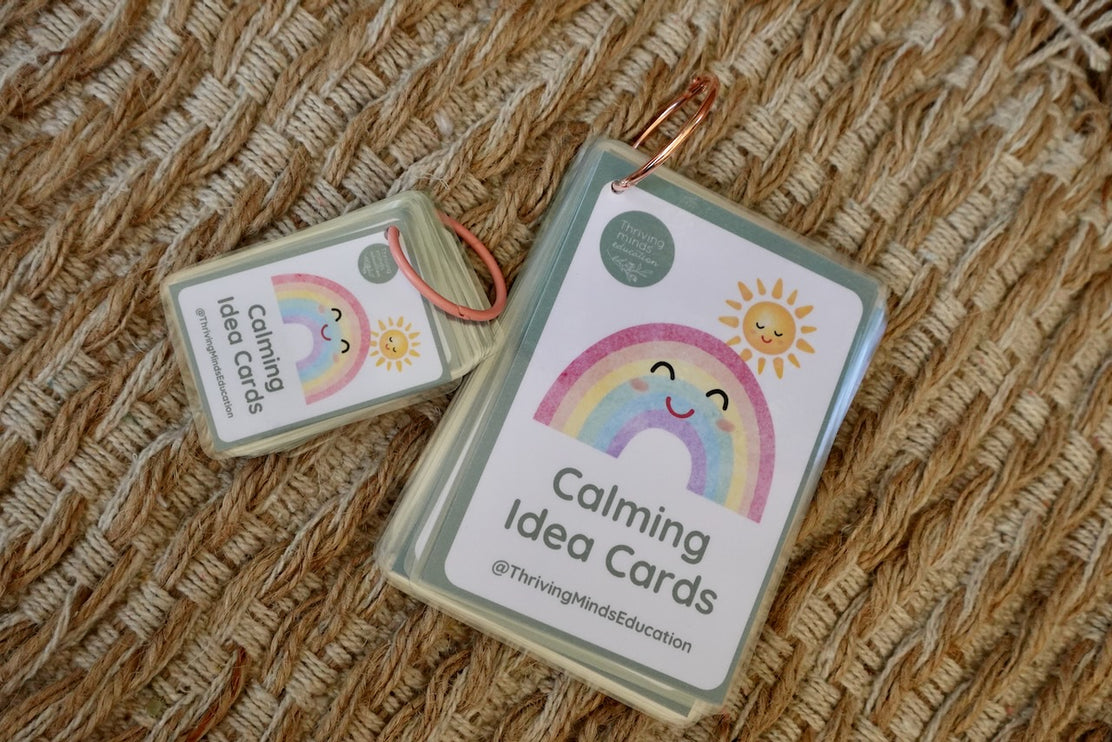 Calming
Idea Cards
@ThrivingMindsEducation
Thriving
minds
education
Calming
Idea Cards
@ThrivingMindsEducation